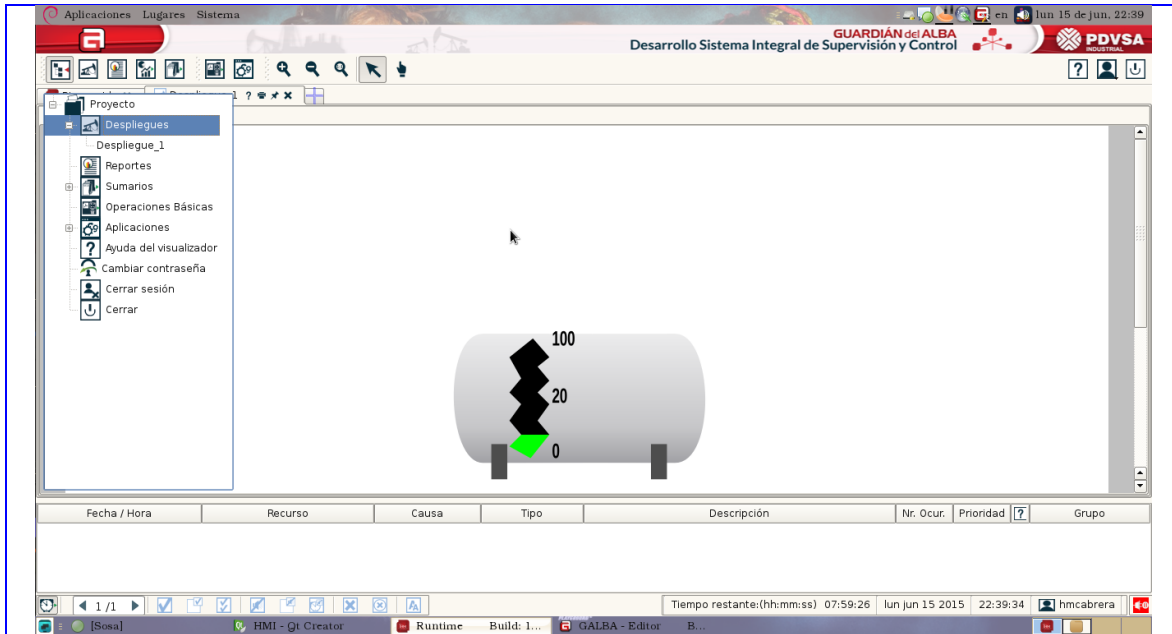 Aplicaciones Lugares Sistema en lun 15 de jun, 22:39
GUARDIÁN del ALBA
Desarrollo Sistema Integral de Supervisión y Control
PDVSA
INDUSTRIAL
1 ?
Proyecto
Despliegues
Despliegue_1
Reportes
Sumarios
Operaciones Básicas
Aplicaciones
? Ayuda del visualizador
Cambiar contraseña
Cerrar sesión
Cerrar
100
20
0
Fecha / Hora Recurso Causa Tipo Descripción Nr. Ocur. Prioridad ? Grupo
1 /1 Tiempo restante:(hh:mm:ss) 07:59:26 lun jun 15 2015 22:39:34 hmcabrera
[Sosa] HMI - Qt Creator Runtime Build: 1... GALBA - Editor B...